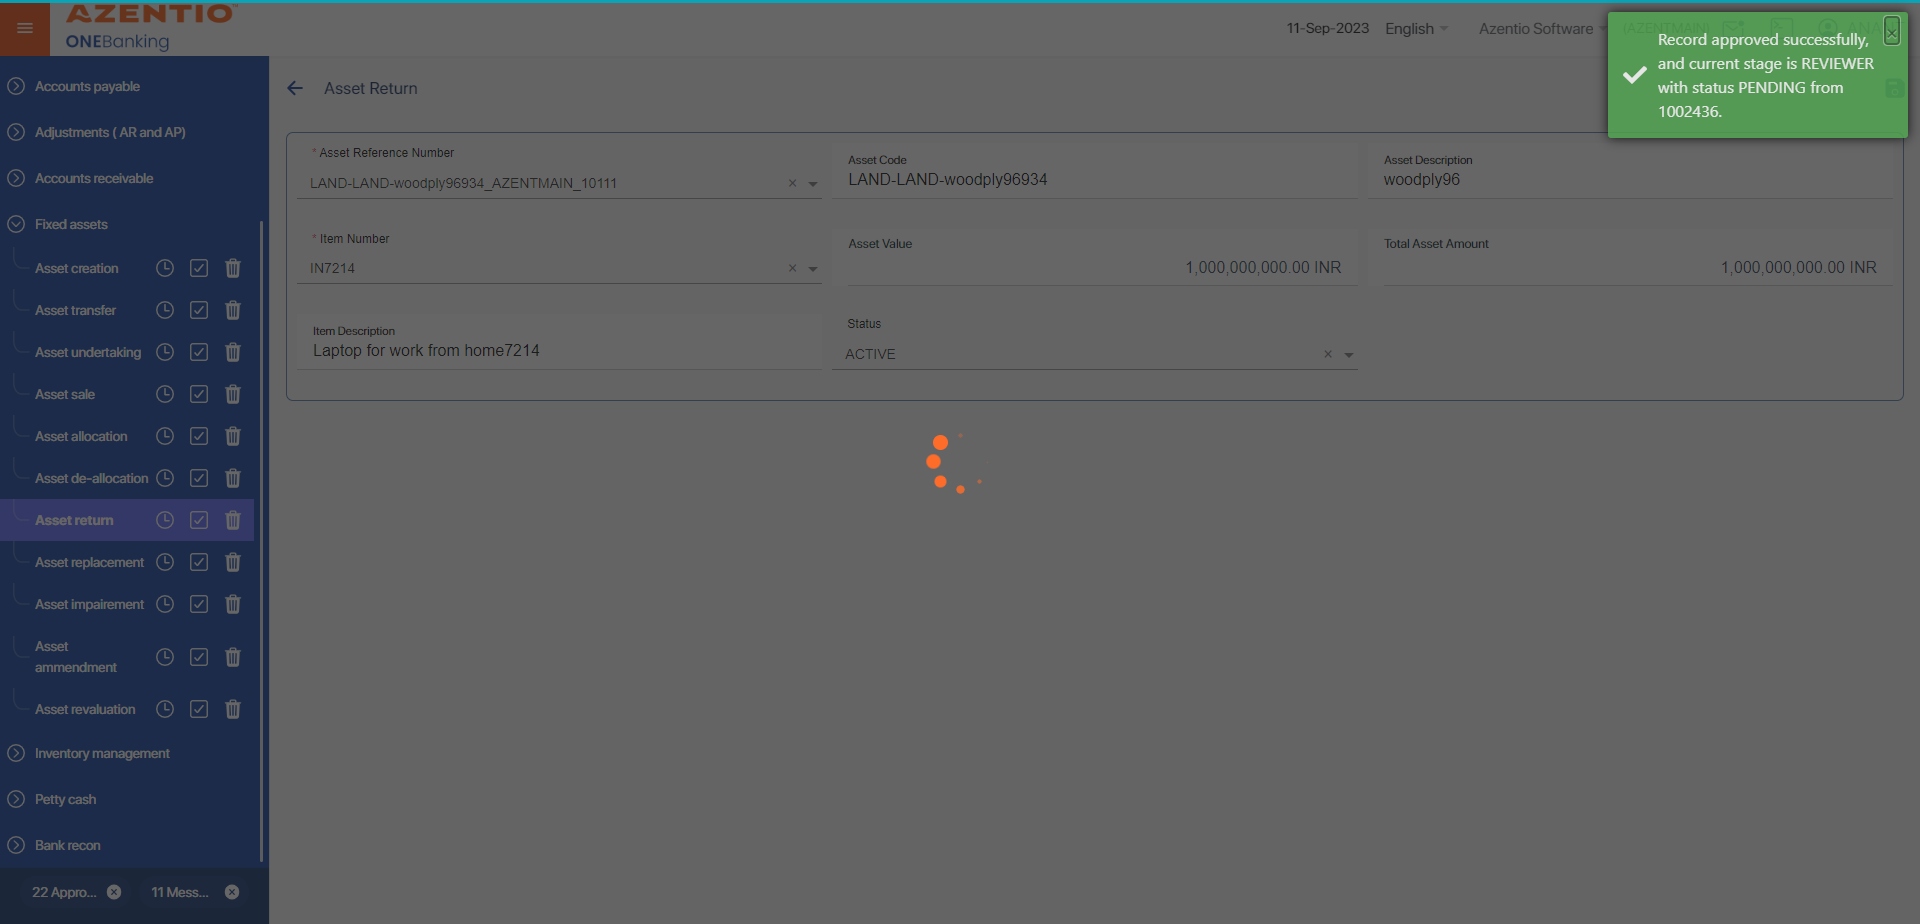 AZENTIO
ONEBanking
11-Sep-2023
English
Azentio Software
(AZENTMAIN)
Record approved successfully,
and current stage is REVIEWER
with status PENDING from
1002436.
Accounts payable
Adjustments ( AR and AP)
Accounts receivable
Fixed assets
Asset creation
Asset transfer
Asset undertaking
Asset sale
Asset allocation
Asset de-allocation
Asset return
Asset replacement
Asset impairement
Asset
ammendment
Asset revaluation
Inventory management
Petty cash
Bank recon
22 Appro...
11 Mess...
Asset Return
* Asset Reference Number
LAND-LAND-woodply96934_AZENTMAIN_10111
Asset Code
LAND-LAND-woodply96934
Asset Description
woodply96
* Item Number
IN7214
Asset Value
1,000,000,000.00 INR
Total Asset Amount
1,000,000,000.00 INR
Item Description
Laptop for work from home7214
Status
ACTIVE